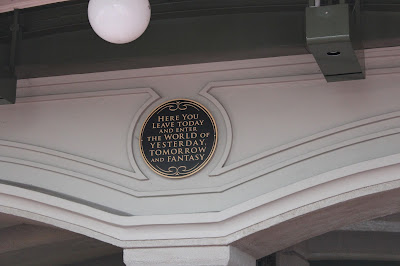 HERE YOU
LEAVE TODAY
AND ENTER
THE WORLD OF
YESTERDAY,
TOMORROW
AND FANTASY